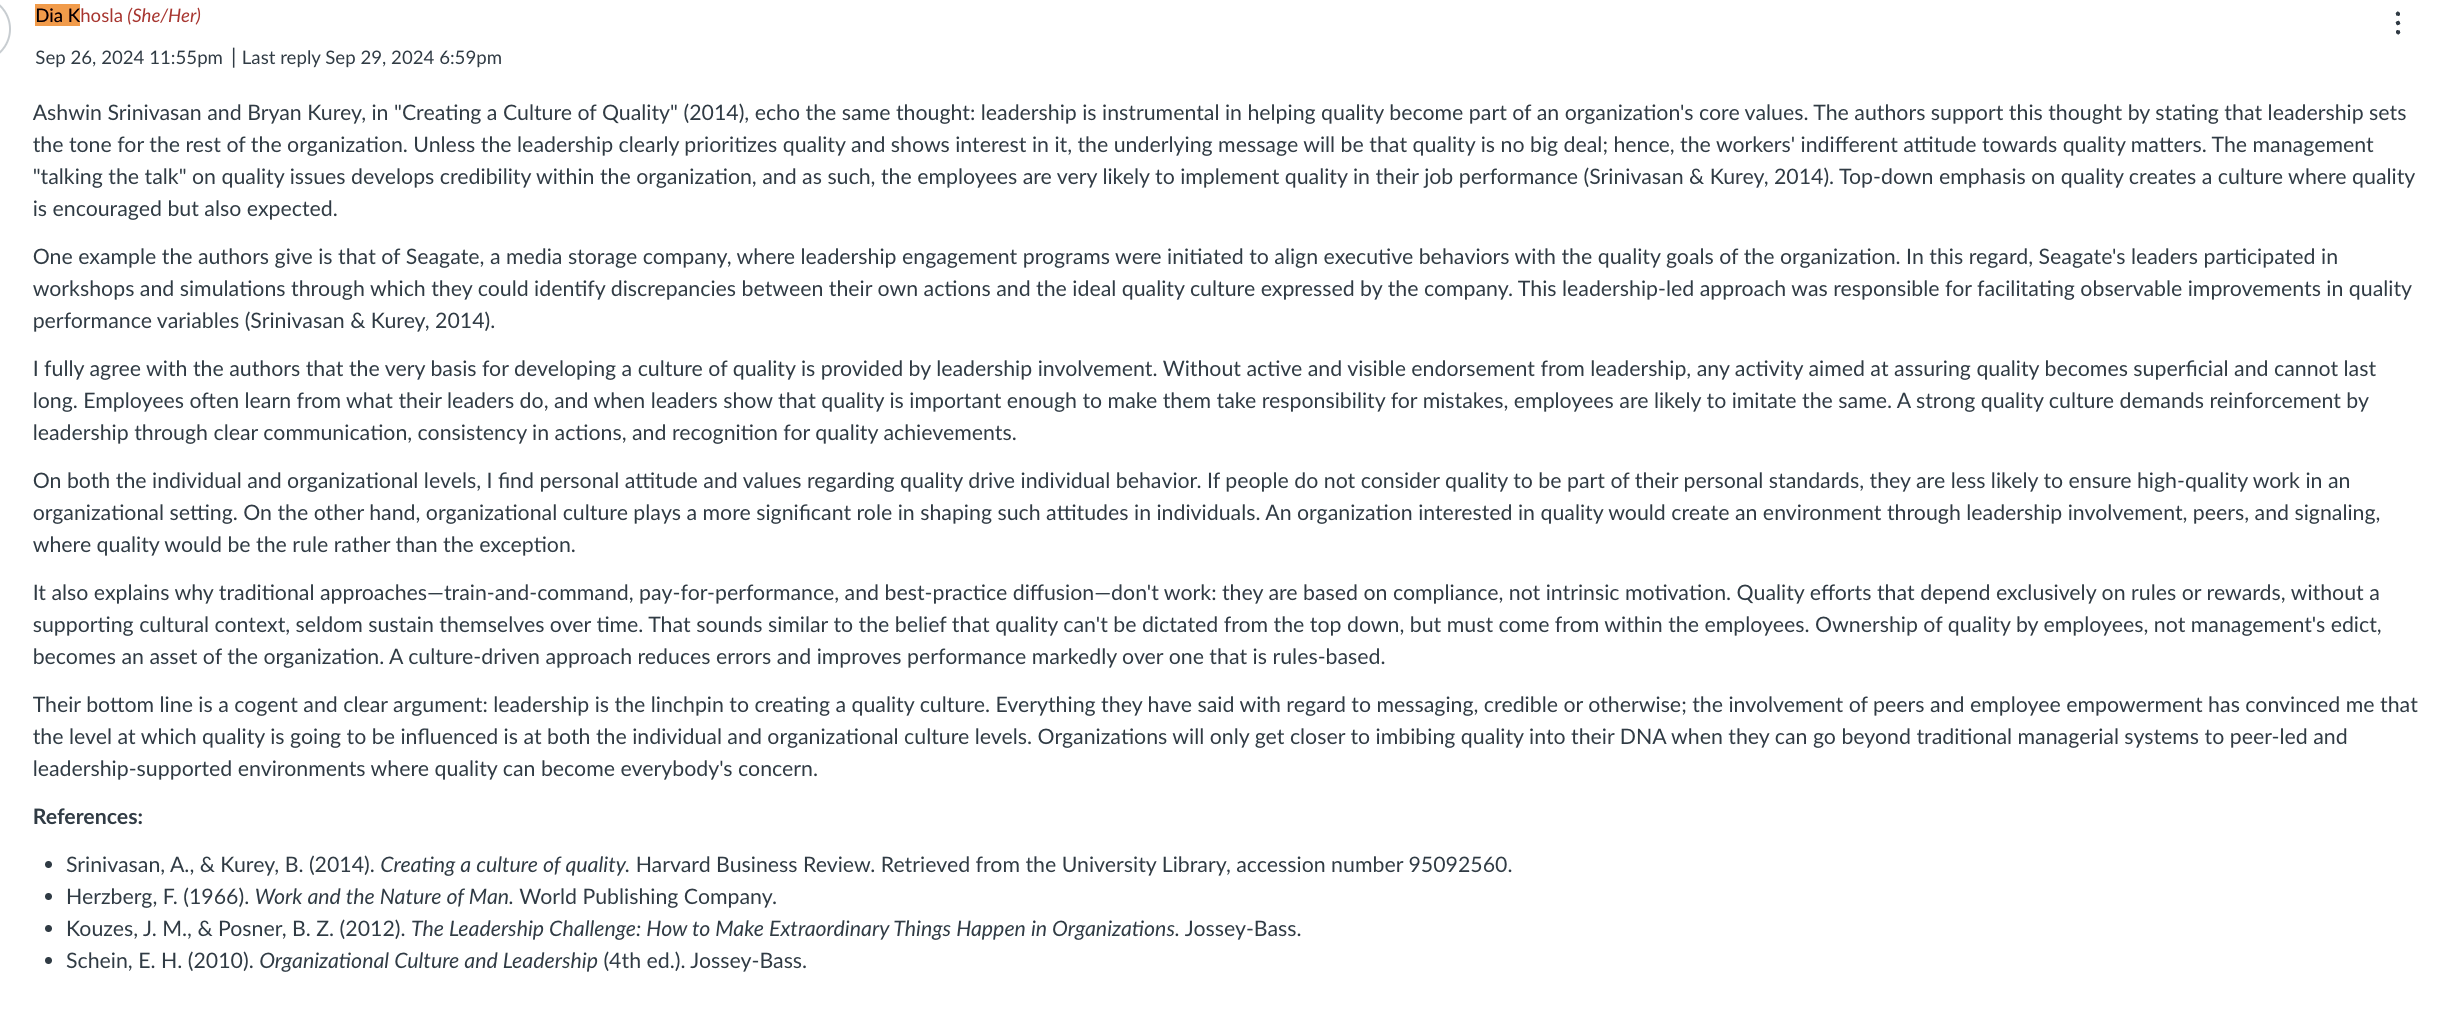 Dia Khosla (She/Her)
Sep 26, 2024 11:55pm | Last reply Sep 29, 2024 6:59pm
Ashwin Srinivasan and Bryan Kurey, in "Creating a Culture of Quality" (2014), echo the same thought: leadership is instrumental in helping quality become part of an organization's core values. The authors support this thought by stating that leadership sets
the tone for the rest of the organization. Unless the leadership clearly prioritizes quality and shows interest in it, the underlying message will be that quality is no big deal; hence, the workers' indifferent attitude towards quality matters. The management
"talking the talk" on quality issues develops credibility within the organization, and as such, the employees are very likely to implement quality in their job performance (Srinivasan & Kurey, 2014). Top-down emphasis on quality creates a culture where quality
is encouraged but also expected.
One example the authors give is that of Seagate, a media storage company, where leadership engagement programs were initiated to align executive behaviors with the quality goals of the organization. In this regard, Seagate's leaders participated in
workshops and simulations through which they could identify discrepancies between their own actions and the ideal quality culture expressed by the company. This leadership-led approach was responsible for facilitating observable improvements in quality
performance variables (Srinivasan & Kurey, 2014).
I fully agree with the authors that the very basis for developing a culture of quality is provided by leadership involvement. Without active and visible endorsement from leadership, any activity aimed at assuring quality becomes superficial and cannot last
long. Employees often learn from what their leaders do, and when leaders show that quality is important enough to make them take responsibility for mistakes, employees are likely to imitate the same. A strong quality culture demands reinforcement by
leadership through clear communication, consistency in actions, and recognition for quality achievements.
On both the individual and organizational levels, I find personal attitude and values regarding quality drive individual behavior. If people do not consider quality to be part of their personal standards, they are less likely to ensure high-quality work in an
organizational setting. On the other hand, organizational culture plays a more significant role in shaping such attitudes in individuals. An organization interested in quality would create an environment through leadership involvement, peers, and signaling,
where quality would be the rule rather than the exception.
It also explains why traditional approaches—train-and-command, pay-for-performance, and best-practice diffusion—don't work: they are based on compliance, not intrinsic motivation. Quality efforts that depend exclusively on rules or rewards, without a
supporting cultural context, seldom sustain themselves over time. That sounds similar to the belief that quality can't be dictated from the top down, but must come from within the employees. Ownership of quality by employees, not management's edict,
becomes an asset of the organization. A culture-driven approach reduces errors and improves performance markedly over one that is rules-based.
Their bottom line is a cogent and clear argument: leadership is the linchpin to creating a quality culture. Everything they have said with regard to messaging, credible or otherwise; the involvement of peers and employee empowerment has convinced me that
the level at which quality is going to be influenced is at both the individual and organizational culture levels. Organizations will only get closer to imbibing quality into their DNA when they can go beyond traditional managerial systems to peer-led and
leadership-supported environments where quality can become everybody's concern.
References:
• Srinivasan, A., & Kurey, B. (2014). Creating a culture of quality. Harvard Business Review. Retrieved from the University Library, accession number 95092560.
• Herzberg, F. (1966). Work and the Nature of Man. World Publishing Company.
• Kouzes, J. M., & Posner, B. Z. (2012). The Leadership Challenge: How to Make Extraordinary Things Happen in Organizations. Jossey-Bass.
• Schein, E. H. (2010). Organizational Culture and Leadership (4th ed.). Jossey-Bass.